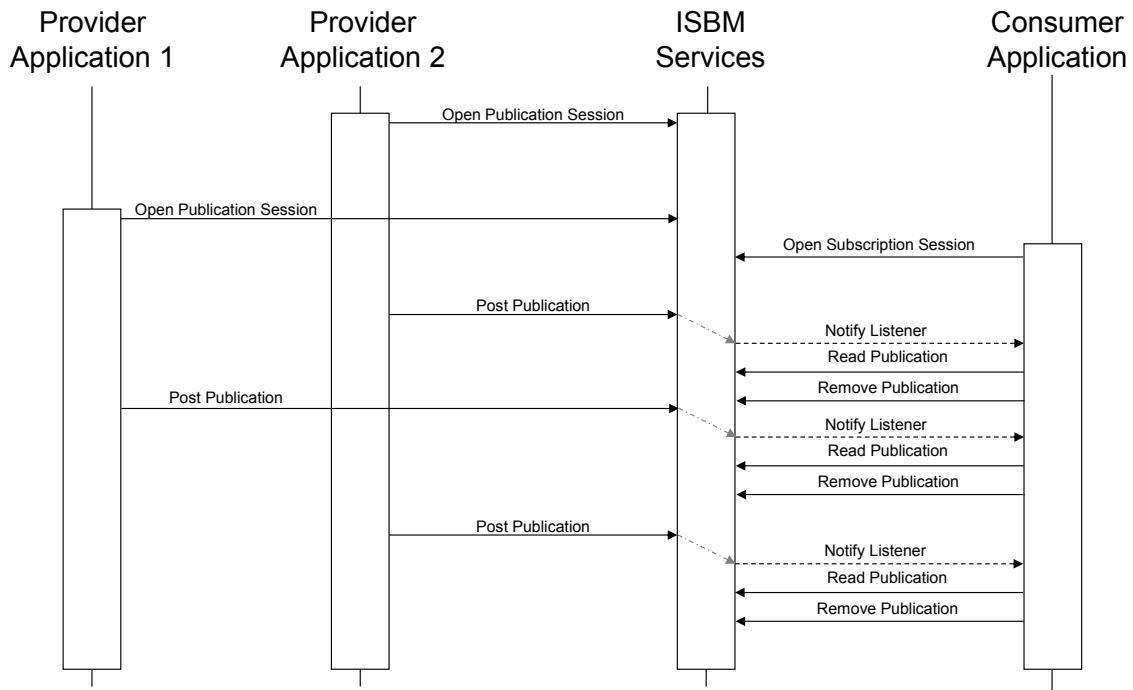 Provider
Application 1
Provider
Application 2
ISBM
Services
Consumer
Application
Open Publication Session
Open Publication Session
Open Subscription Session
Post Publication
Notify Listener
Read Publication
Remove Publication
Post Publication
Notify Listener
Read Publication
Remove Publication
Post Publication
Notify Listener
Read Publication
Remove Publication